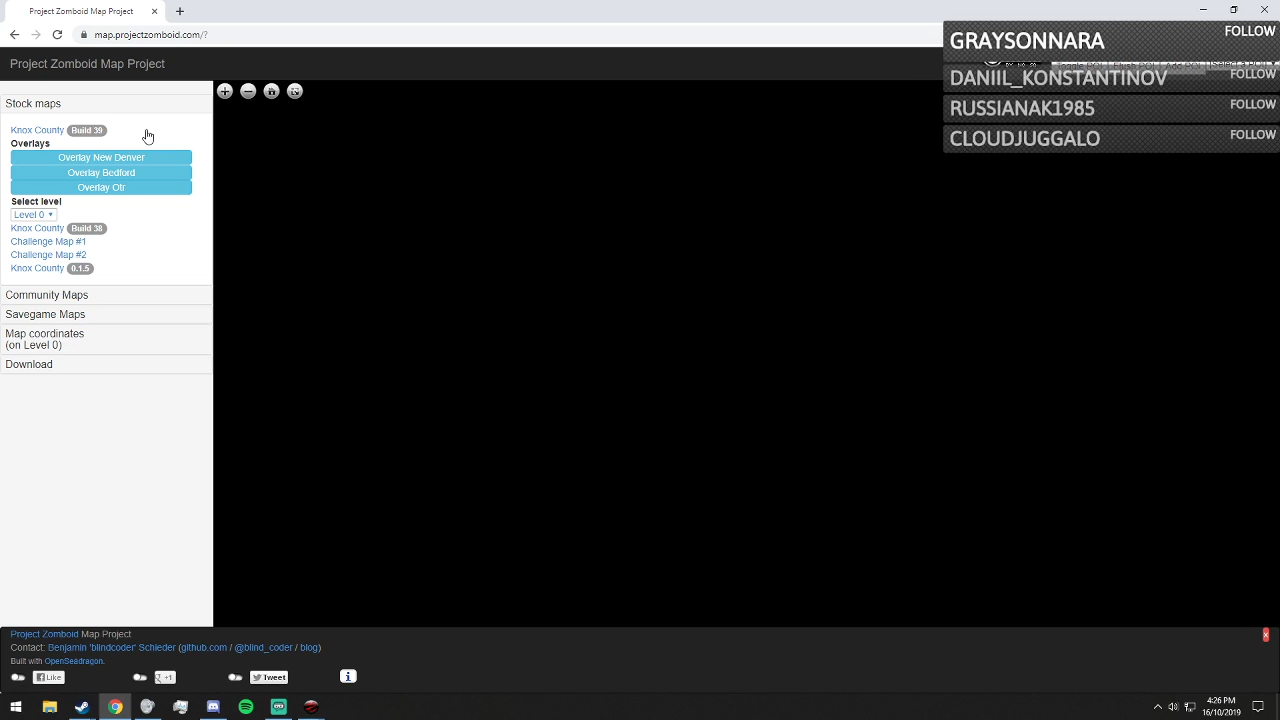 Project Zomboid Map Project
map.projectzomboid.com/?
Project Zomboid Map Project
GRAYSONNARA FOLLOW
DANIIL_KONSTANTINOV FOLLOW
RUSSIANAK1985 FOLLOW
CLOUDJUGGALO FOLLOW
Stock maps
Knox County Build 39
Overlays
Overlay New Denver
Overlay Bedford
Overlay Otr
Select level
Level 0
Knox County Build 38
Challenge Map #1
Challenge Map #2
Knox County 0.1.5
Community Maps
Savegame Maps
Map coordinates
(on Level 0)
Download
Project Zomboid Map Project
Contact: Benjamin 'blindcoder' Schieder (github.com / @blind_coder / blog)
Built with OpenSeadragon.
Like
+1
Tweet
4:26 PM
16/10/2019